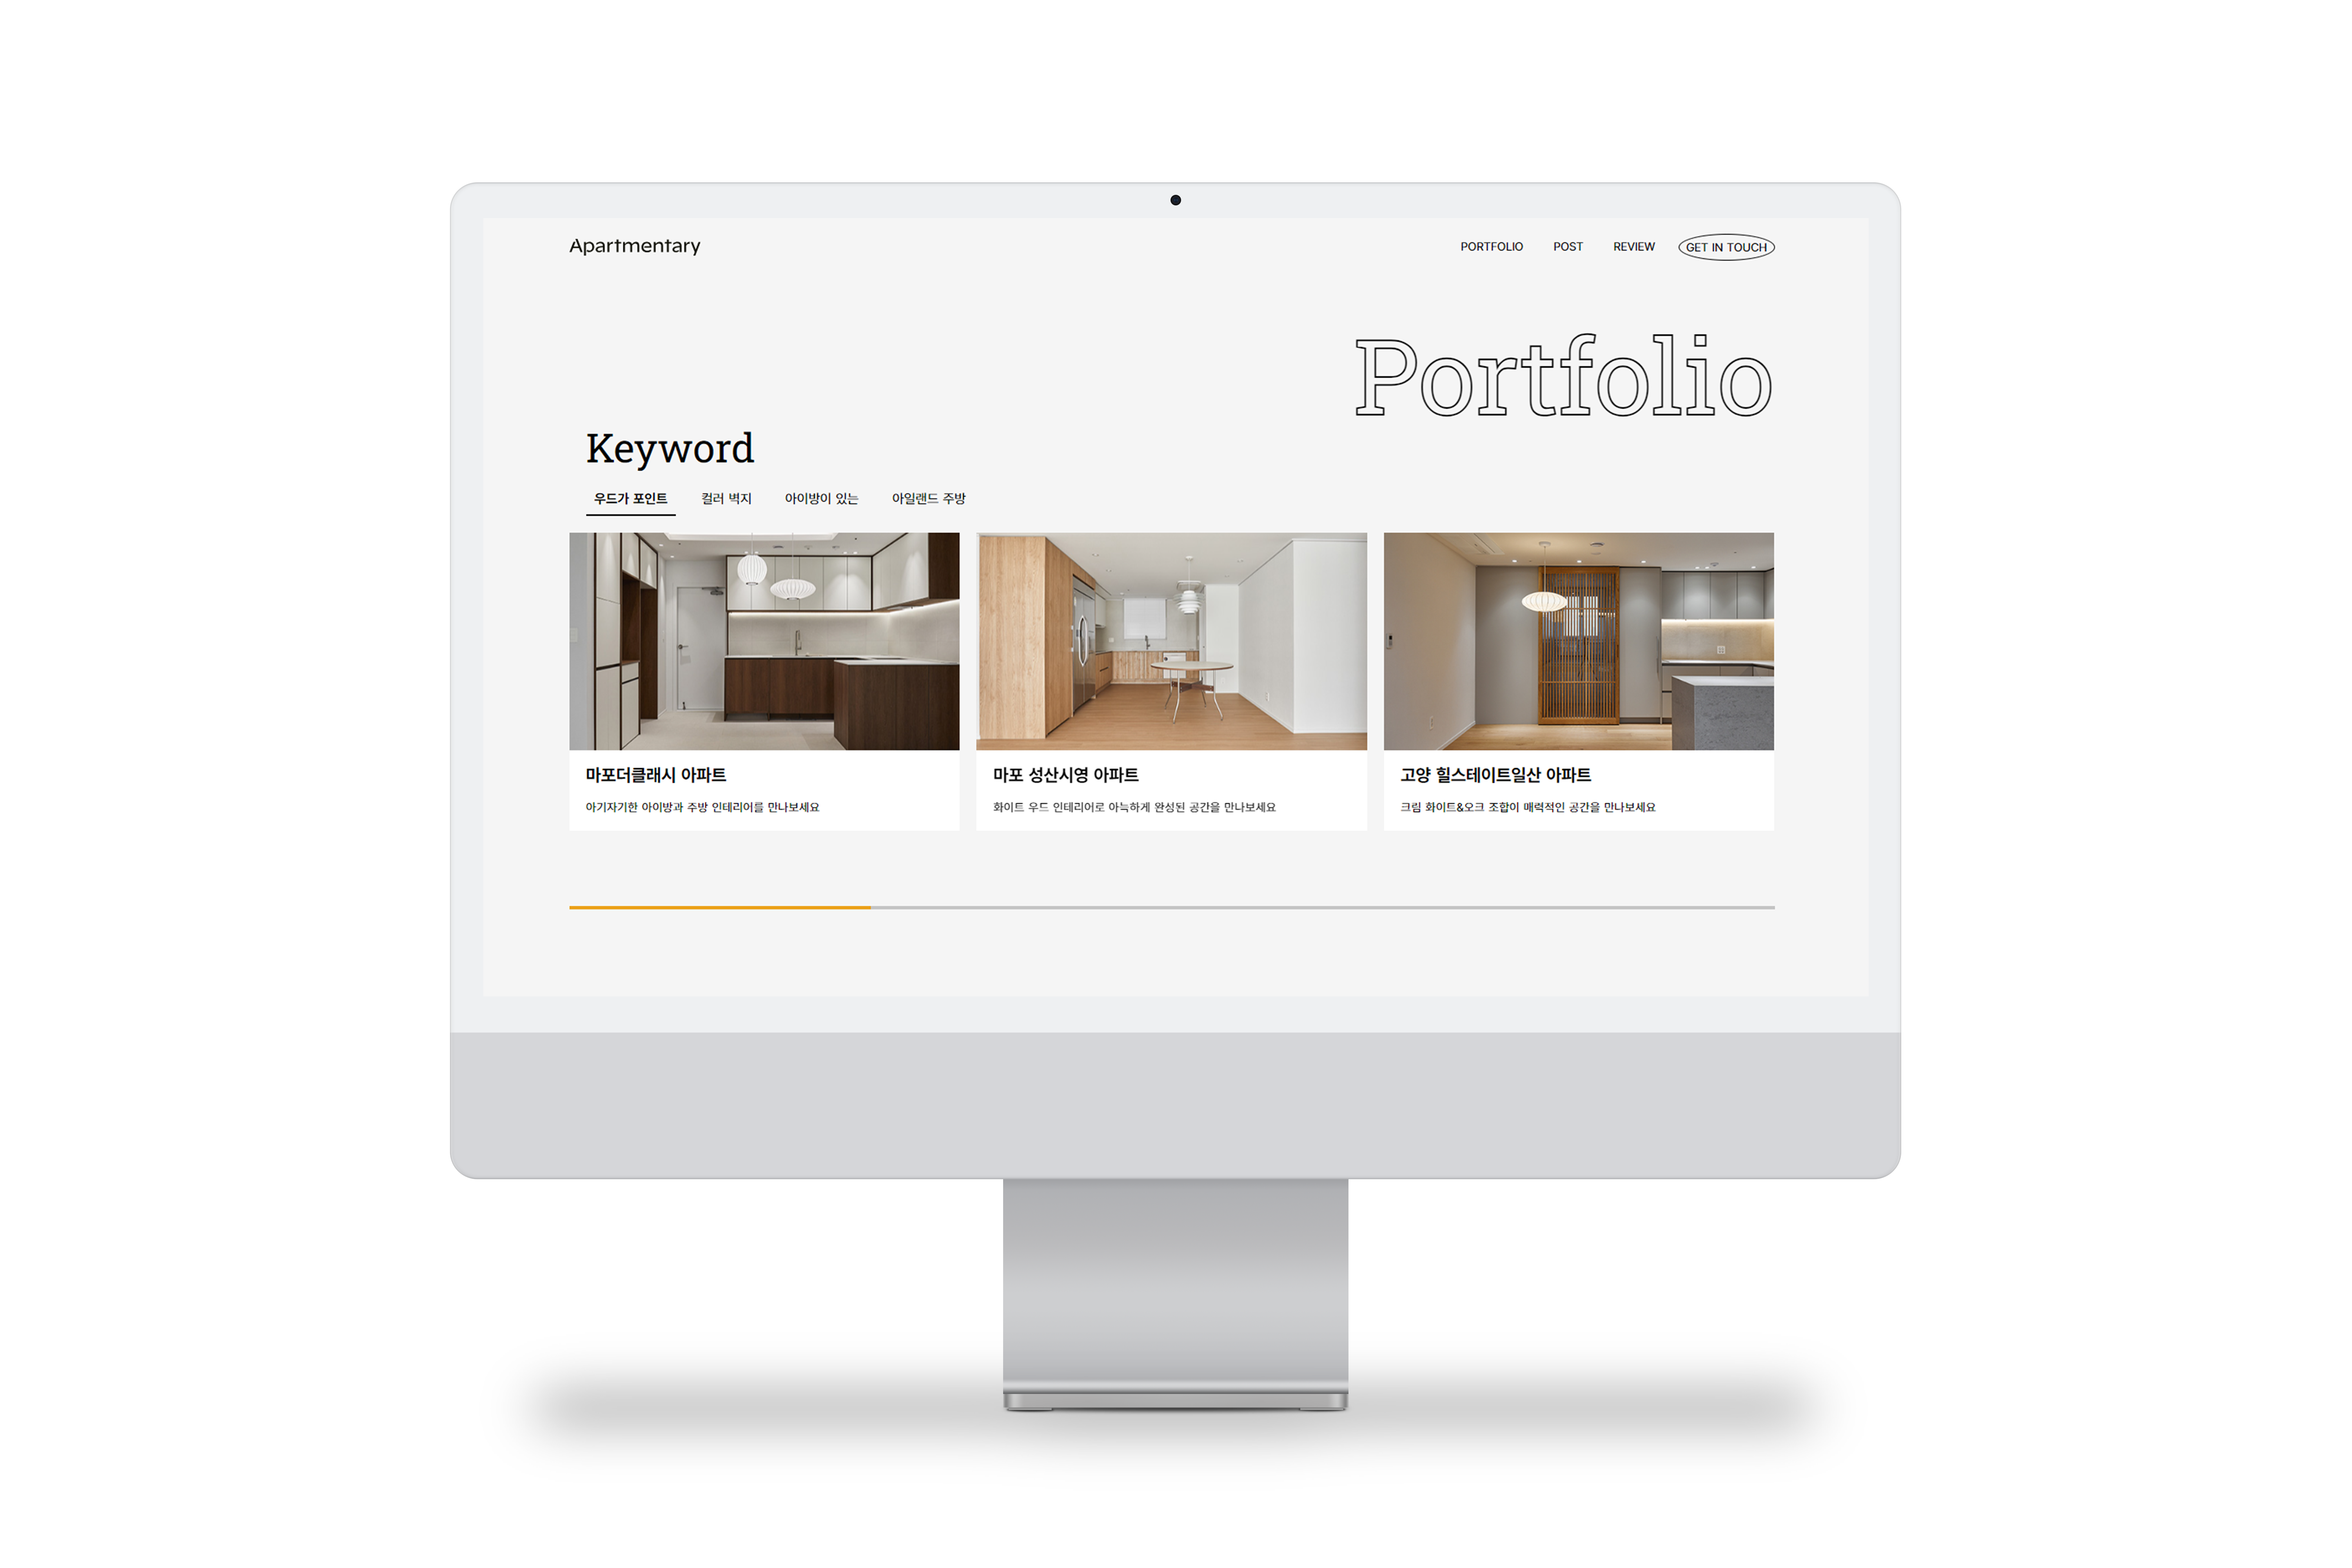 Apartmentary
PORTFOLIO POST REVIEW GET IN TOUCH
Portfolio
Keyword
우드가 포인트 컬러 벽지 아이방이 있는 아일랜드 주방
마포더클래시 아파트
아기자기한 아이방과 주방 인테리어를 만나보세요
마포 성산시영 아파트
화이트 우드 인테리어로 아늑하게 완성된 공간을 만나보세요
고양 힐스테이트일산 아파트
크림 화이트&오크 조합이 매력적인 공간을 만나보세요